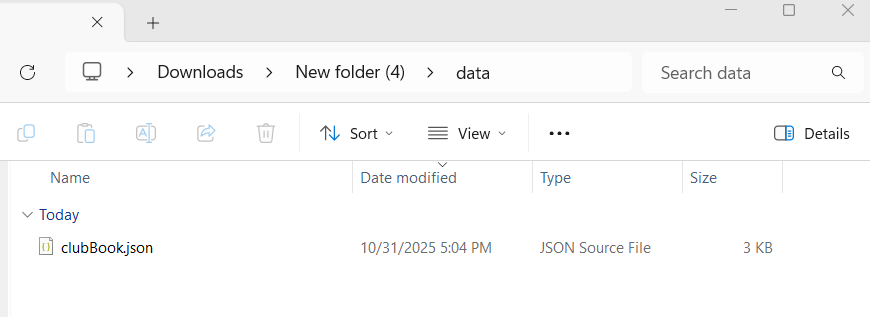 Downloads > New folder (4) > data
Search data
Sort
View
Details
Name Date modified Type Size
Today
clubBook.json 10/31/2025 5:04 PM JSON Source File 3 KB